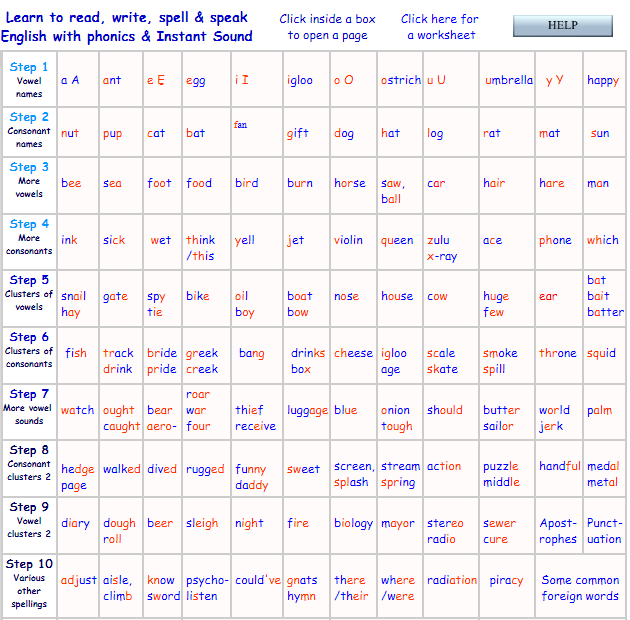 Learn to read, write, spell & speak
English with phonics & Instant Sound
Click inside a box
to open a page
Click here for
a worksheet
HELP
Step 1
Vowel
names
a A
ant
e E
egg
i I
igloo
o O
ostrich
u U
umbrella
y Y
happy
Step 2
Consonant
names
nut
pup
cat
bat
fan
gift
dog
hat
log
rat
mat
sun
Step 3
More
vowels
bee
sea
foot
food
bird
burn
horse
saw,
ball
car
hair
hare
man
Step 4
More
consonants
ink
sick
wet
think
/this
yell
jet
violin
queen
zulu
x-ray
ace
phone
which
Step 5
Clusters of
vowels
snail
hay
gate
spy
tie
bike
oil
boy
boat
bow
nose
house
cow
huge
few
ear
bat
bait
batter
Step 6
Clusters of
consonants
fish
track
drink
bride
pride
greek
creek
bang
drinks
box
cheese
igloo
age
scale
skate
smoke
spill
throne
squid
Step 7
More vowel
sounds
watch
ought
caught
bear
aero-
roar
war
four
thief
receive
luggage
blue
onion
tough
should
butter
sailor
world
jerk
palm
Step 8
Consonant
clusters 2
hedge
page
walked
dived
rugged
funny
daddy
sweet
screen,
splash
stream
spring
action
puzzle
middle
handful
medal
metal
Step 9
Vowel
clusters 2
diary
dough
roll
beer
sleigh
night
fire
biology
mayor
stereo
radio
sewer
cure
Apost-
rophes
Punct-
uation
Step 10
Various
other
spellings
adjust
aisle,
climb
know
sword
psycho-
listen
could've
gnats
hymn
there
/their
where
/were
radiation
piracy
Some common
foreign words